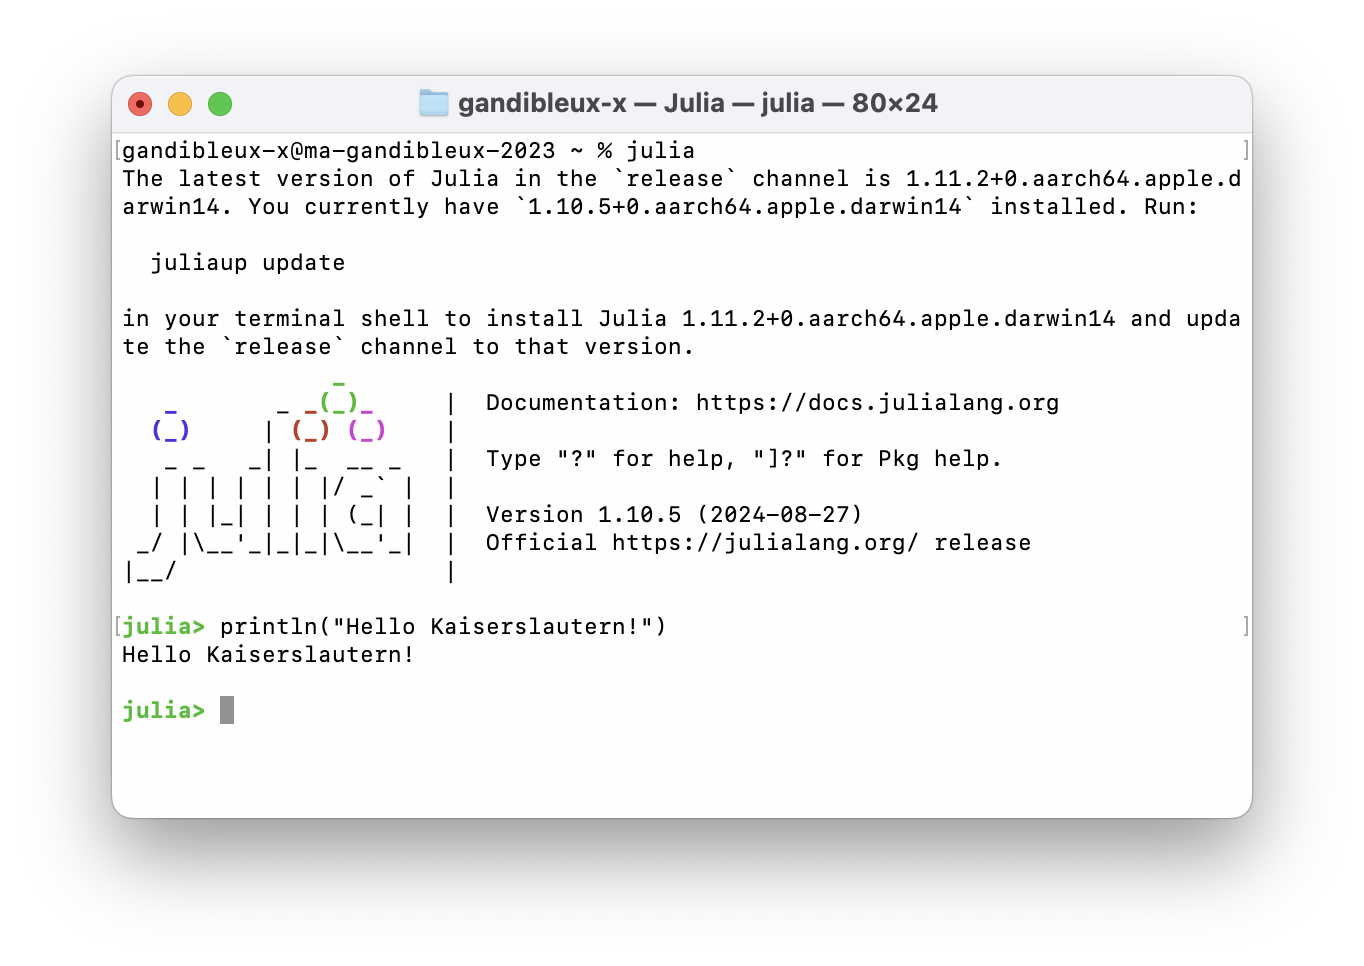 gandibleux-x — Julia — julia — 80×24
[gandibleux-x@ma-gandibleux-2023 ~ % julia ]
The latest version of Julia in the `release` channel is 1.11.2+0.aarch64.apple.d
arwin14. You currently have `1.10.5+0.aarch64.apple.darwin14` installed. Run:
  juliaup update
in your terminal shell to install Julia 1.11.2+0.aarch64.apple.darwin14 and upda
te the `release` channel to that version.
               _
   _       _ _(_)_     |  Documentation: https://docs.julialang.org
  (_)     | (_) (_)    |
   _ _   _| |_  __ _   |  Type "?" for help, "]?" for Pkg help.
  | | | | | | |/ _` |  |
  | | |_| | | | (_| |  |  Version 1.10.5 (2024-08-27)
 _/ |\__'_|_|_|\__'_|  |  Official https://julialang.org/ release
|__/                   |
[julia> println("Hello Kaiserslautern!") ]
Hello Kaiserslautern!
julia>